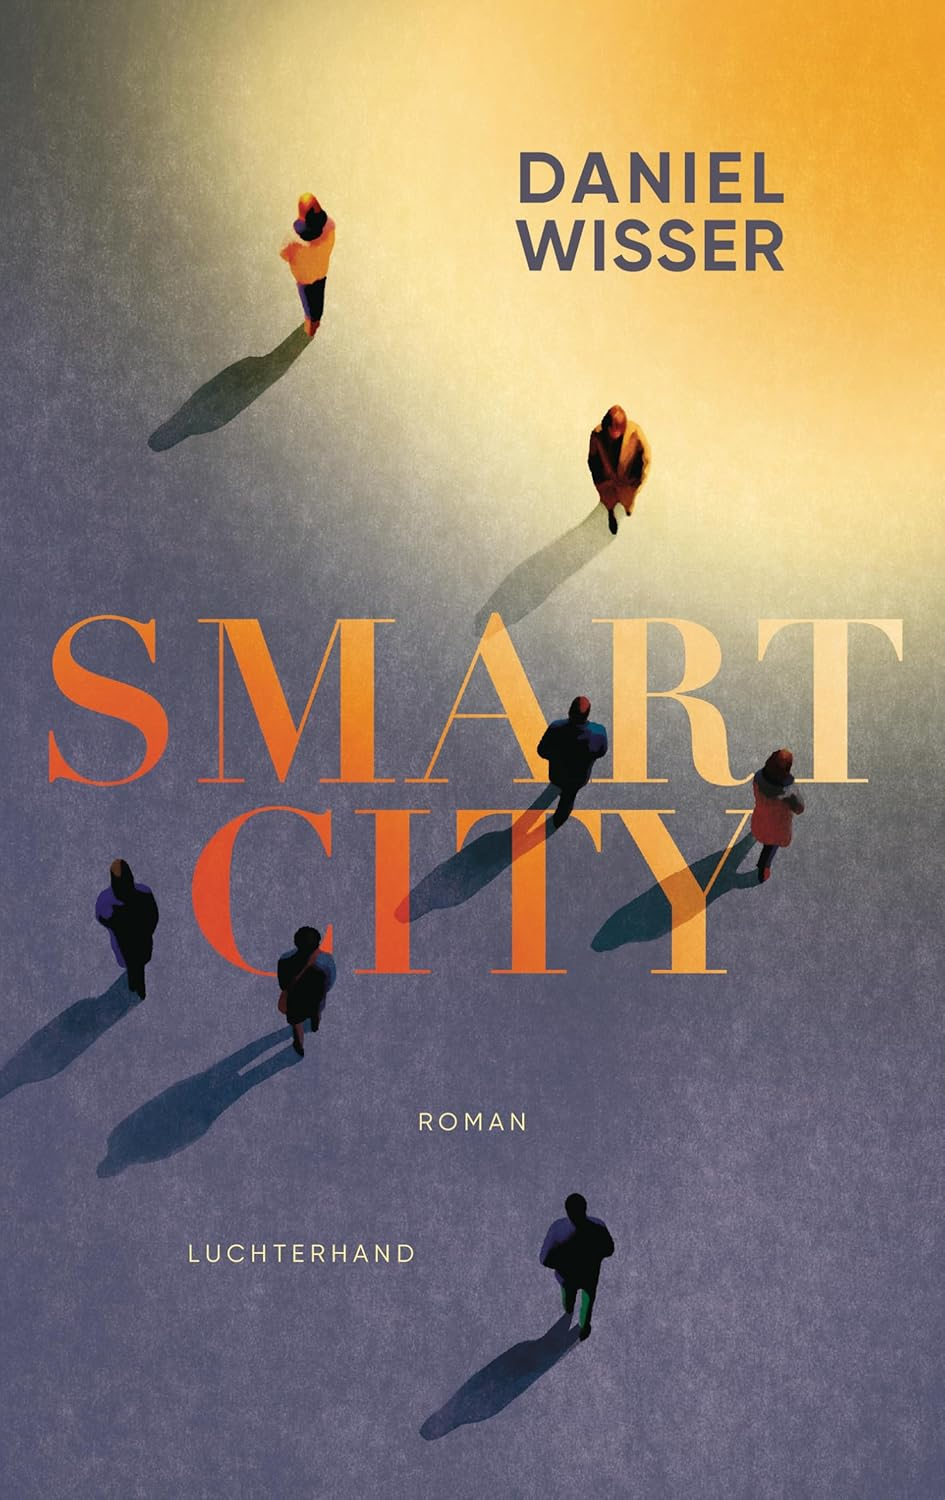 DANIEL
WISSER
SMART
CITY
ROMAN
LUCHTERHAND